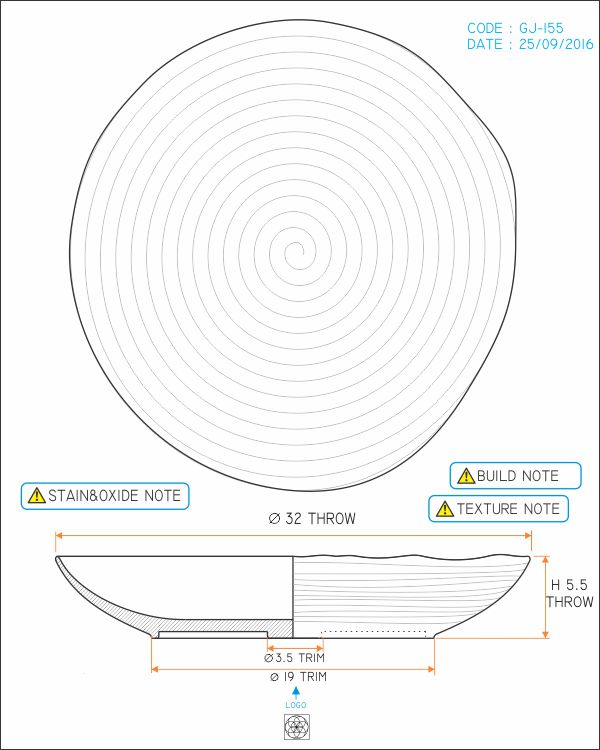 CODE : GJ-155
DATE : 25/09/2016
BUILD NOTE
STAIN&OXIDE NOTE
TEXTURE NOTE
Ø 32 THROW
H 5.5
THROW
Ø3.5 TRIM
Ø 19 TRIM
LOGO